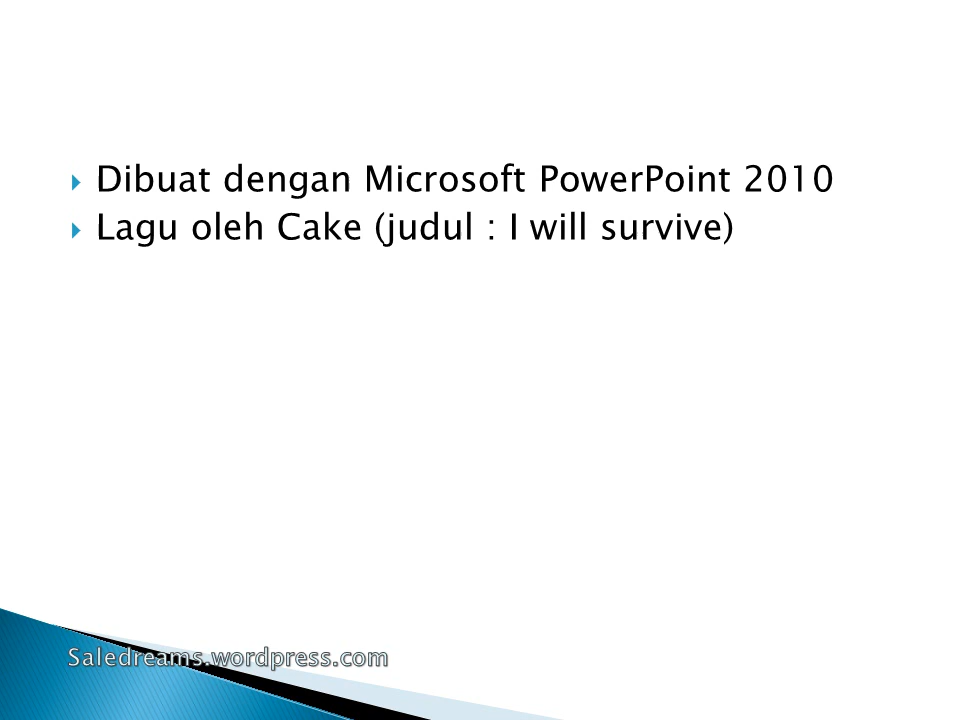 Dibuat dengan Microsoft PowerPoint 2010
Lagu oleh Cake (judul : I will survive)
Saledreams.wordpress.com